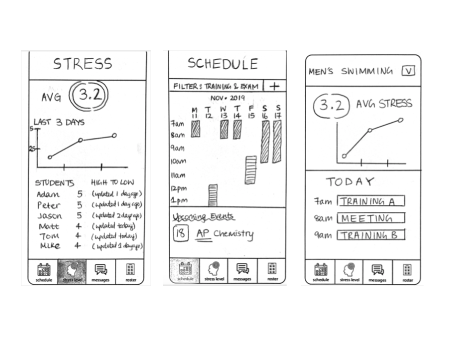 STRESS
AVG 3.2
LAST 3 DAYS
5
2.5
STUDENTS HIGH TO LOW
Adam 5 (updated 1 day ago)
Peter 5 (updated 1 day ago)
Jason 5 (updated 2 days ago)
Matt 4 (updated today)
Tom 4 (updated today)
Mike 4 (updated 2 days ago)
schedule stress level messages roster
SCHEDULE
FILTER: TRAINING & EXAM +
NOV • 2019
M T W T F S S
11 12 13 14 15 16 17
7am
8am
9am
10am
11am
12pm
1pm
Upcoming Events
18 AP Chemistry
schedule stress level messages roster
MEN'S SWIMMING V
3.2 AVG STRESS
TODAY
7am TRAINING A
8am MEETING
9am TRAINING B
schedule stress level messages roster